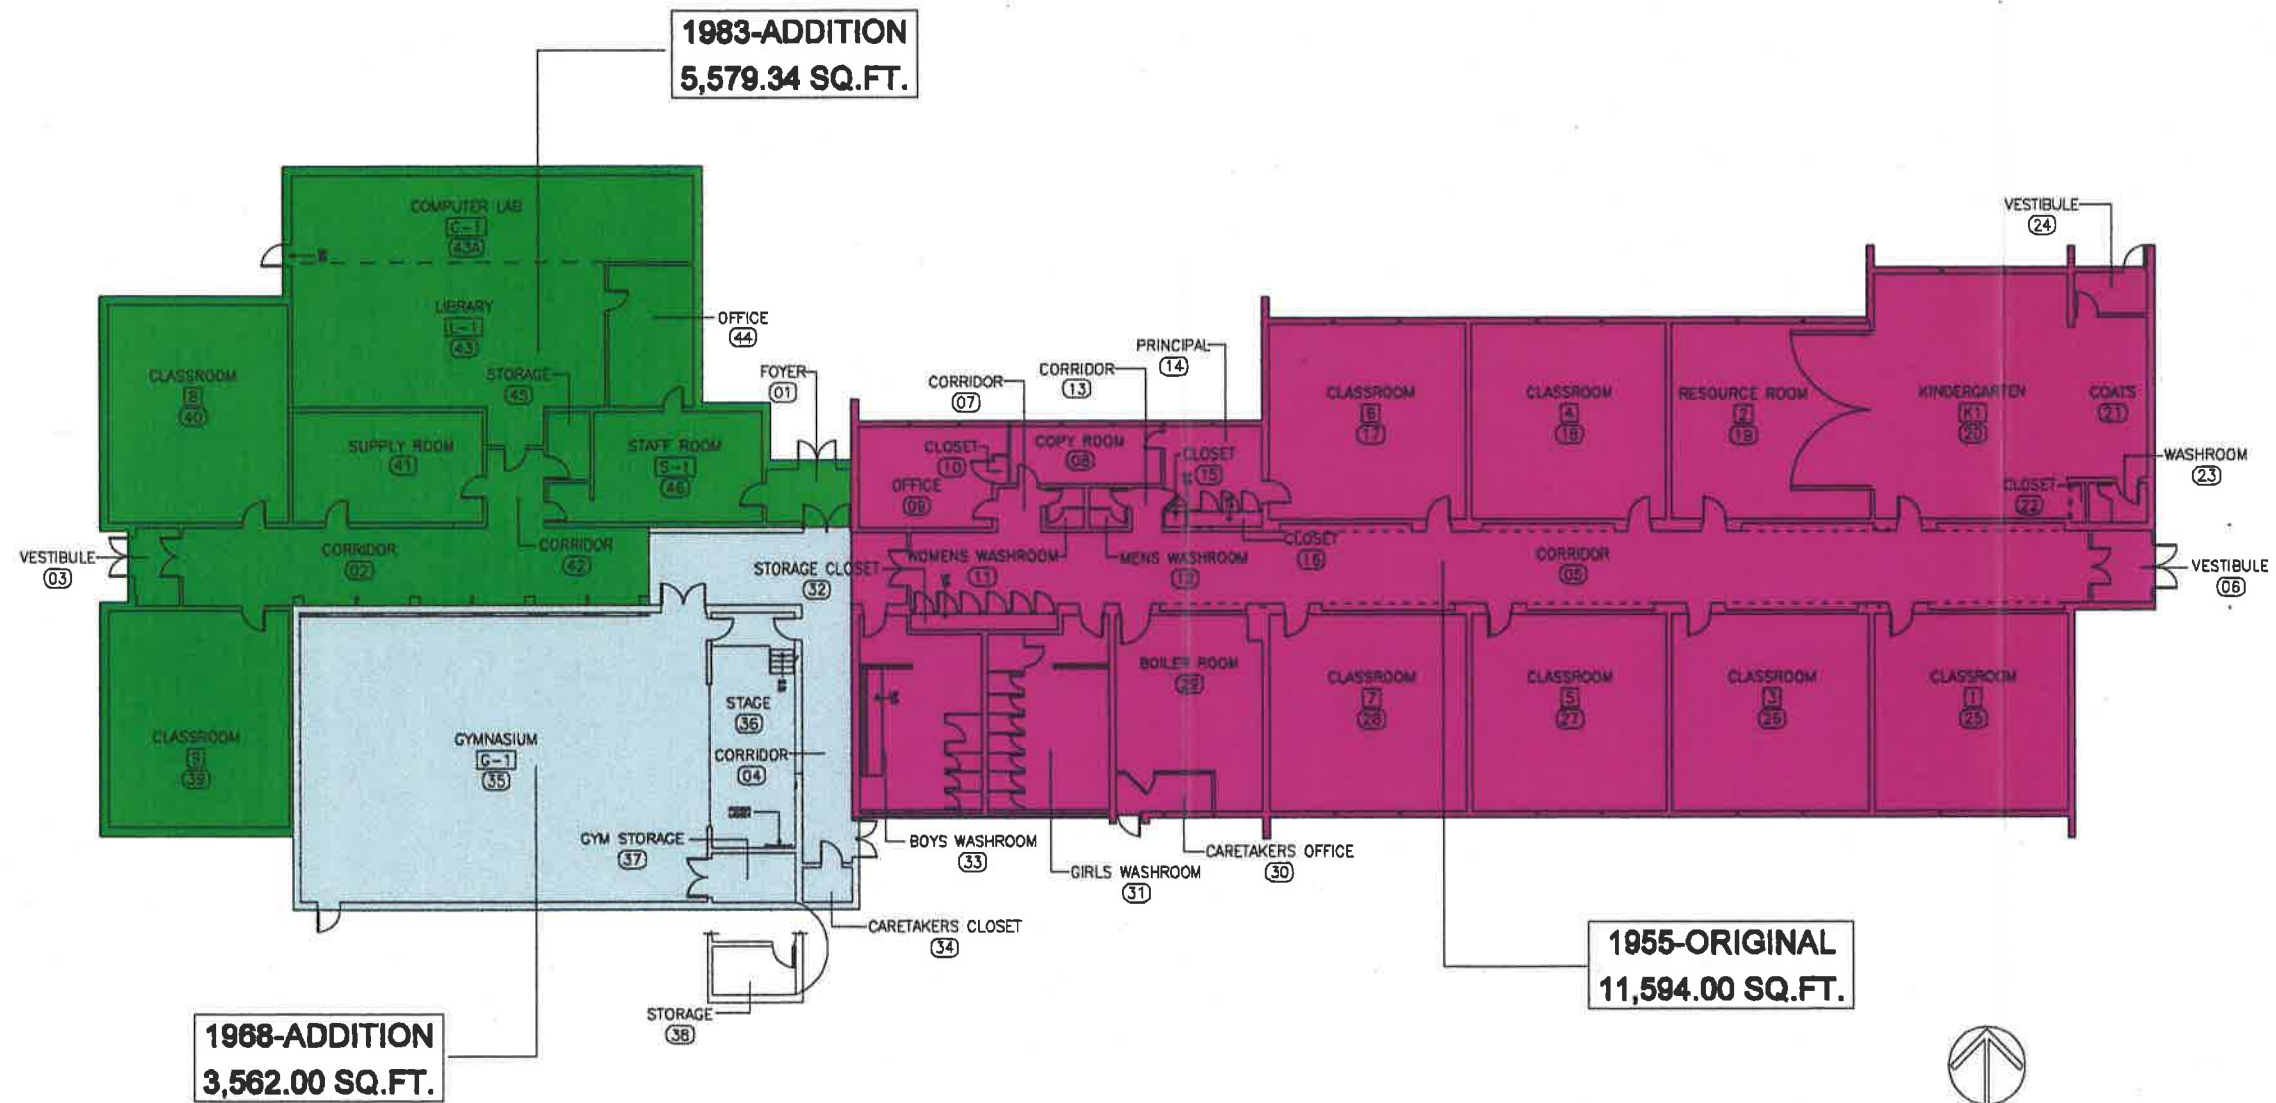 1983-ADDITION
5,579.34 SQ.FT.
COMPUTER LAB
C-1
43A
LIBRARY
L-1
43
OFFICE
44
STORAGE
45
CLASSROOM
8
40
SUPPLY ROOM
41
STAFF ROOM
S-1
46
FOYER
01
VESTIBULE
03
CORRIDOR
02
CORRIDOR
42
CLASSROOM
9
39
GYMNASIUM
G-1
35
STAGE
36
CORRIDOR
04
GYM STORAGE
37
STORAGE CLOSET
32
CARETAKERS CLOSET
34
STORAGE
38
1968-ADDITION
3,562.00 SQ.FT.
CORRIDOR
07
CORRIDOR
13
PRINCIPAL
14
CLOSET
10
COPY ROOM
08
CLOSET
15
OFFICE
09
WOMENS WASHROOM
11
MENS WASHROOM
12
CLOSET
16
CLASSROOM
6
17
CLASSROOM
4
18
RESOURCE ROOM
2
19
KINDERGARTEN
K1
20
COATS
21
VESTIBULE
24
WASHROOM
23
CLOSET
22
CORRIDOR
05
VESTIBULE
06
BOILER ROOM
29
CLASSROOM
7
28
CLASSROOM
5
27
CLASSROOM
3
26
CLASSROOM
1
25
BOYS WASHROOM
33
GIRLS WASHROOM
31
CARETAKERS OFFICE
30
1955-ORIGINAL
11,594.00 SQ.FT.